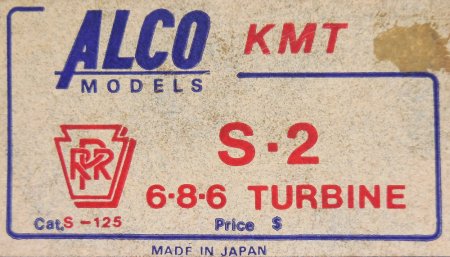 ALCO KMT
MODELS
PRR
S·2
6·8·6 TURBINE
Cat. S-125 Price $
MADE IN JAPAN